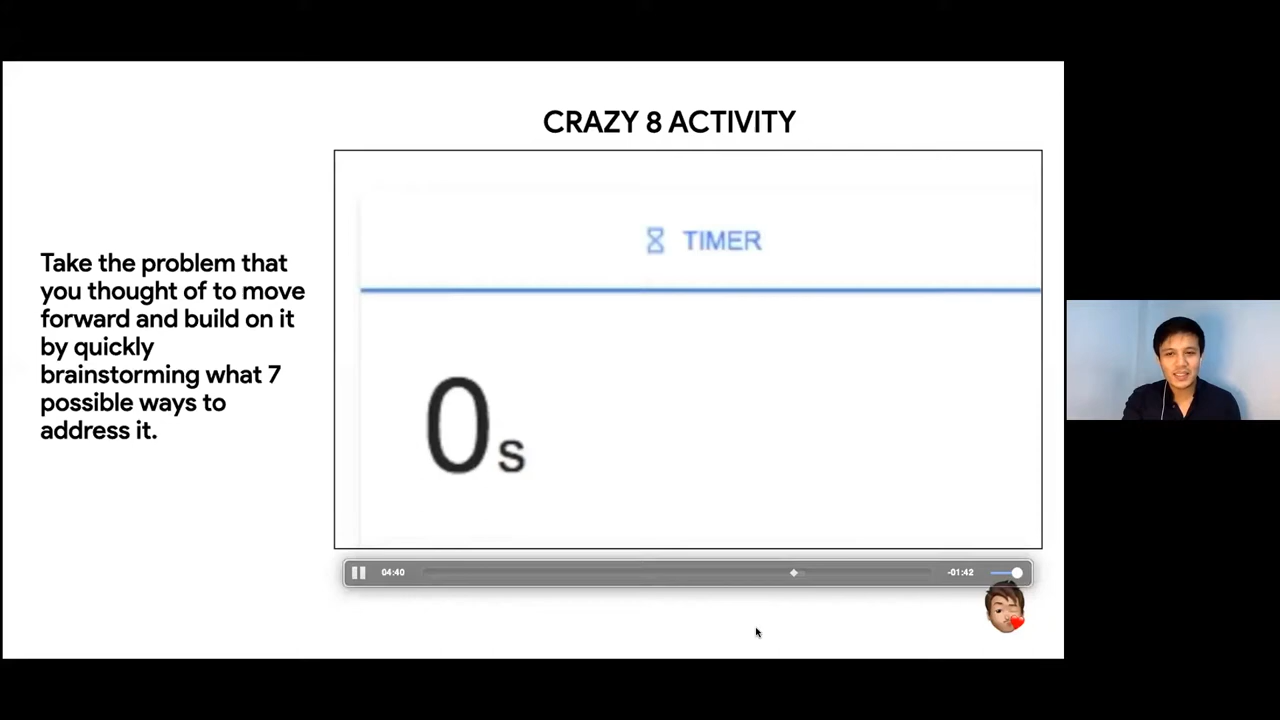 CRAZY 8 ACTIVITY
Take the problem that
you thought of to move
forward and build on it
by quickly
brainstorming what 7
possible ways to
address it.
TIMER
0s
04:40
-01:42